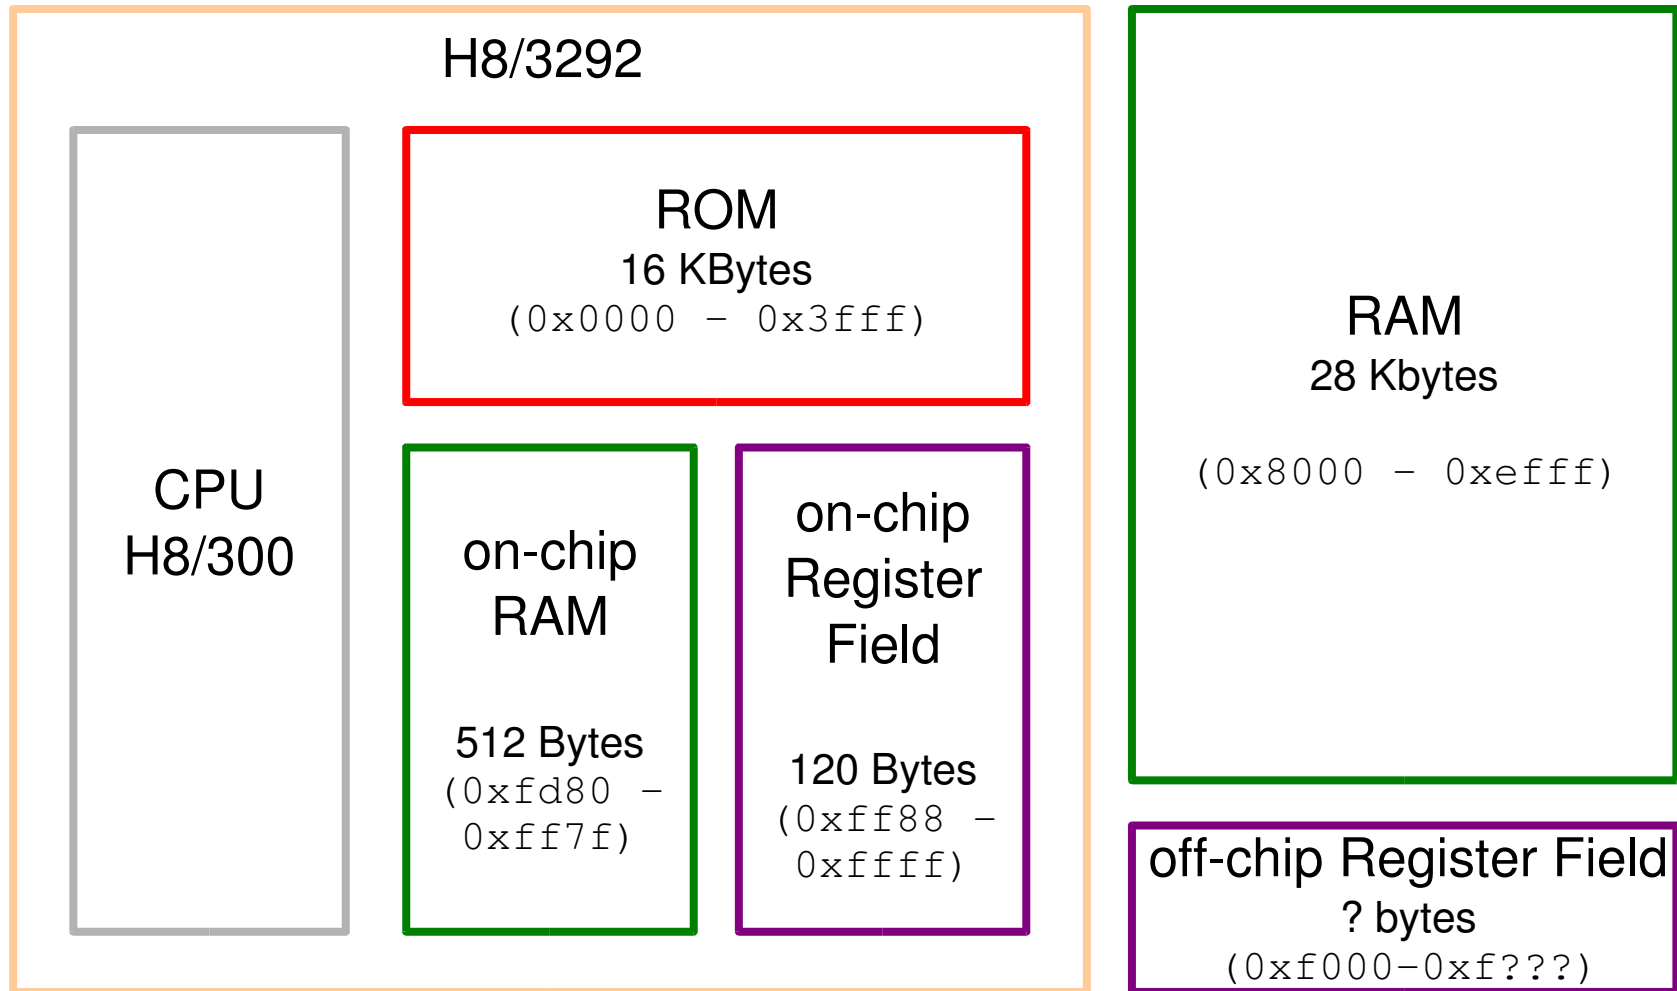 H8/3292
CPU
H8/300
ROM
16 KBytes
(0x0000 – 0x3fff)
on-chip
RAM
512 Bytes
(0xfd80 –
0xff7f)
on-chip
Register
Field
120 Bytes
(0xff88 –
0xffff)
RAM
28 Kbytes
(0x8000 – 0xefff)
off-chip Register Field
? bytes
(0xf000–0xf???)